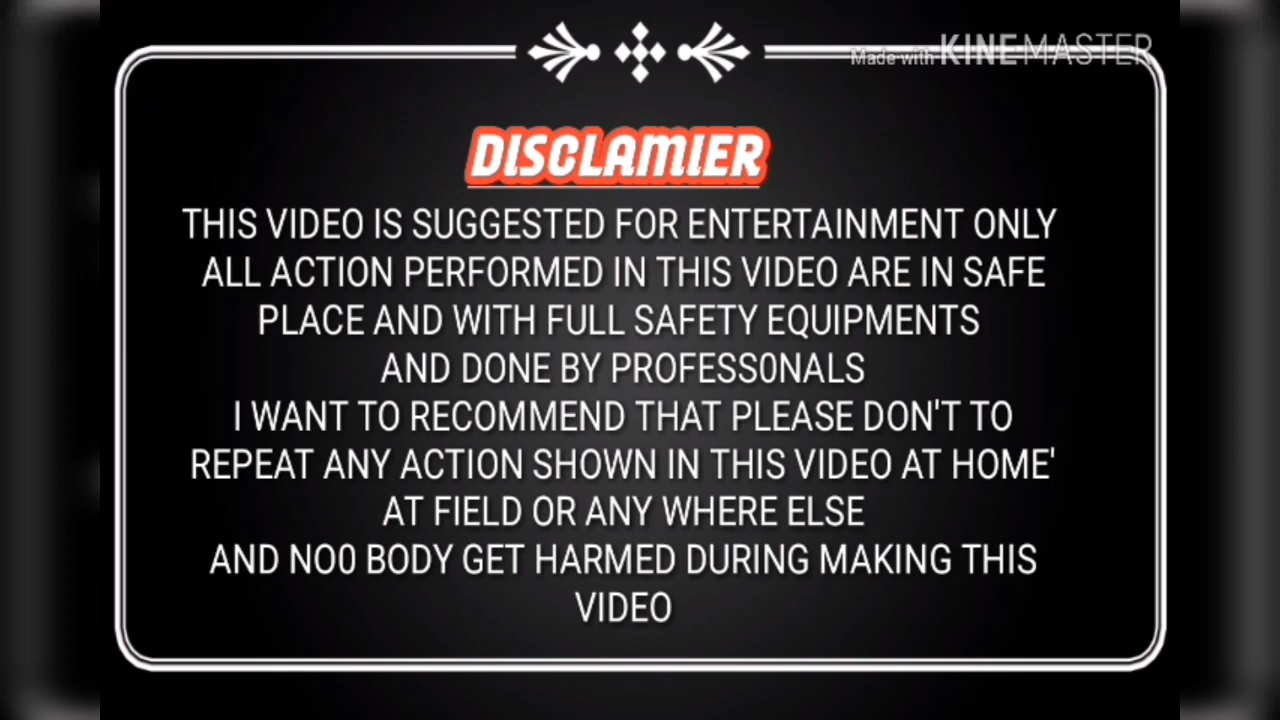 Made with KINEMASTER
DISCLAMIER
THIS VIDEO IS SUGGESTED FOR ENTERTAINMENT ONLY
ALL ACTION PERFORMED IN THIS VIDEO ARE IN SAFE
PLACE AND WITH FULL SAFETY EQUIPMENTS
AND DONE BY PROFESS0NALS
I WANT TO RECOMMEND THAT PLEASE DON'T TO
REPEAT ANY ACTION SHOWN IN THIS VIDEO AT HOME'
AT FIELD OR ANY WHERE ELSE
AND NO0 BODY GET HARMED DURING MAKING THIS
VIDEO